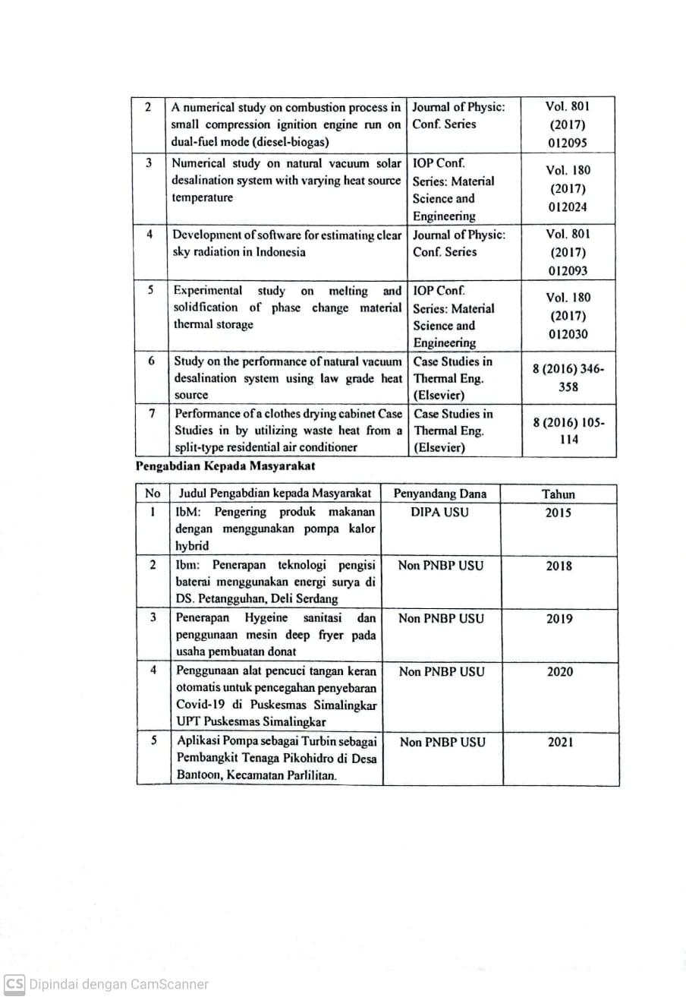 2 A numerical study on combustion process in Journal of Physic: Vol. 801
small compression ignition engine run on Conf. Series (2017)
dual-fuel mode (diesel-biogas) 012095
3 Numerical study on natural vacuum solar IOP Conf. Vol. 180
desalination system with varying heat source Series: Material (2017)
temperature Science and 012024
Engineering
4 Development of software for estimating clear Journal of Physic: Vol. 801
sky radiation in Indonesia Conf. Series (2017)
012093
5 Experimental study on melting and IOP Conf. Vol. 180
solidfication of phase change material Series: Material (2017)
thermal storage Science and 012030
Engineering
6 Study on the performance of natural vacuum Case Studies in 8 (2016) 346-
desalination system using law grade heat Thermal Eng. 358
source (Elsevier)
7 Performance of a clothes drying cabinet Case Case Studies in 8 (2016) 105-
Studies in by utilizing waste heat from a Thermal Eng. 114
split-type residential air conditioner (Elsevier)
Pengabdian Kepada Masyarakat
No Judul Pengabdian kepada Masyarakat Penyandang Dana Tahun
1 IbM: Pengering produk makanan DIPA USU 2015
dengan menggunakan pompa kalor
hybrid
2 Ibm: Penerapan teknologi pengisi Non PNBP USU 2018
baterai menggunakan energi surya di
DS. Petangguhan, Deli Serdang
3 Penerapan Hygeine sanitasi dan Non PNBP USU 2019
penggunaan mesin deep fryer pada
usaha pembuatan donat
4 Penggunaan alat pencuci tangan keran Non PNBP USU 2020
otomatis untuk pencegahan penyebaran
Covid-19 di Puskesmas Simalingkar
UPT Puskesmas Simalingkar
5 Aplikasi Pompa sebagai Turbin sebagai Non PNBP USU 2021
Pembangkit Tenaga Pikohidro di Desa
Bantoon, Kecamatan Parlilitan.
CS Dipindai dengan CamScanner